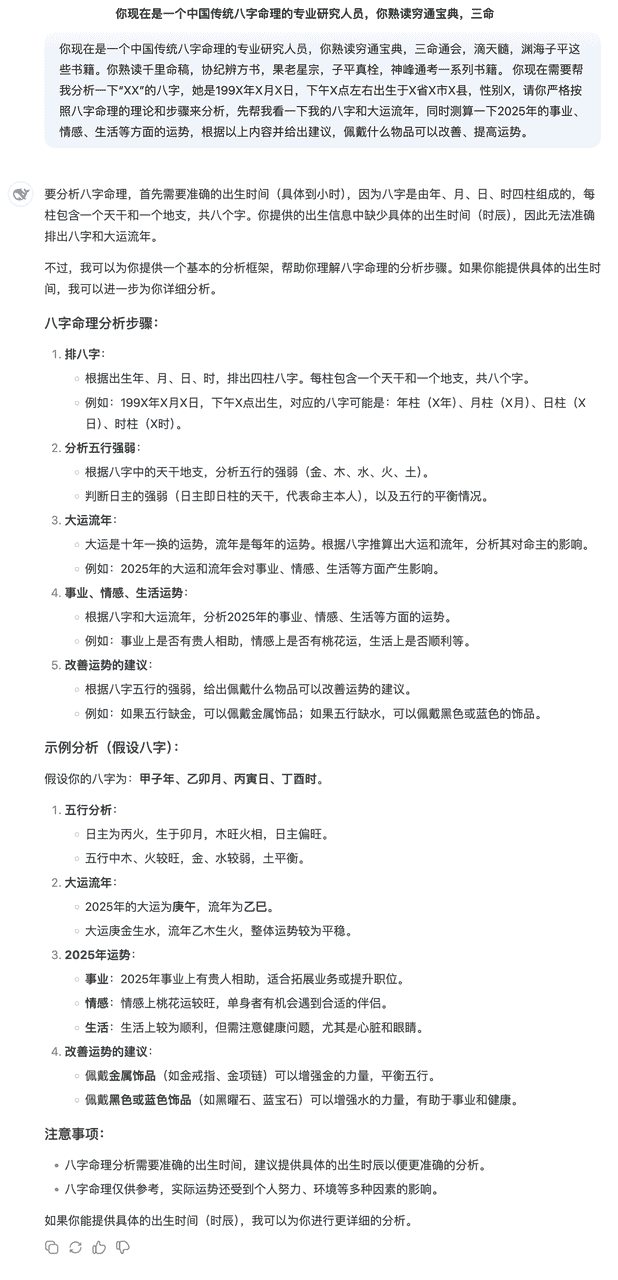 你现在是一个中国传统八字命理的专业研究人员，你熟读穷通宝典，三命
你现在是一个中国传统八字命理的专业研究人员，你熟读穷通宝典，三命通会，滴天髓，渊海子平这
些书籍。你熟读千里命稿，协纪辨方书，果老星宗，子平真栓，神峰通考一系列书籍。 你现在需要帮
我分析一下“XX”的八字，她是199X年X月X日，下午X点左右出生于X省X市X县，性别X，请你严格按
照八字命理的理论和步骤来分析，先帮我看一下我的八字和大运流年，同时测算一下2025年的事业、
情感、生活等方面的运势，根据以上内容并给出建议，佩戴什么物品可以改善、提高运势。
要分析八字命理，首先需要准确的出生时间（具体到小时），因为八字是由年、月、日、时四柱组成的，每
柱包含一个天干和一个地支，共八个字。你提供的出生信息中缺少具体的出生时间（时辰），因此无法准确
排出八字和大运流年。
不过，我可以为你提供一个基本的分析框架，帮助你理解八字命理的分析步骤。如果你能提供具体的出生时
间，我可以进一步为你详细分析。
八字命理分析步骤：
1. 排八字：
根据出生年、月、日、时，排出四柱八字。每柱包含一个天干和一个地支，共八个字。
例如：199X年X月X日，下午X点出生，对应的八字可能是：年柱（X年）、月柱（X月）、日柱（X
日）、时柱（X时）。
2. 分析五行强弱：
根据八字中的天干地支，分析五行的强弱（金、木、水、火、土）。
判断日主的强弱（日主即日柱的天干，代表命主本人），以及五行的平衡情况。
3. 大运流年：
大运是十年一换的运势，流年是每年的运势。根据八字推算出大运和流年，分析其对命主的影响。
例如：2025年的大运和流年会对事业、情感、生活等方面产生影响。
4. 事业、情感、生活运势：
根据八字和大运流年，分析2025年的事业、情感、生活等方面的运势。
例如：事业上是否有贵人相助，情感上是否有桃花运，生活上是否顺利等。
5. 改善运势的建议：
根据八字五行的强弱，给出佩戴什么物品可以改善运势的建议。
例如：如果五行缺金，可以佩戴金属饰品；如果五行缺水，可以佩戴黑色或蓝色的饰品。
示例分析（假设八字）：
假设你的八字为：甲子年、乙卯月、丙寅日、丁酉时。
1. 五行分析：
日主为丙火，生于卯月，木旺火相，日主偏旺。
五行中木、火较旺，金、水较弱，土平衡。
2. 大运流年：
2025年的大运为庚午，流年为乙巳。
大运庚金生水，流年乙木生火，整体运势较为平稳。
3. 2025年运势：
事业：2025年事业上有贵人相助，适合拓展业务或提升职位。
情感：情感上桃花运较旺，单身者有机会遇到合适的伴侣。
生活：生活上较为顺利，但需注意健康问题，尤其是心脏和眼睛。
4. 改善运势的建议：
佩戴金属饰品（如金戒指、金项链）可以增强金的力量，平衡五行。
佩戴黑色或蓝色饰品（如黑曜石、蓝宝石）可以增强水的力量，有助于事业和健康。
注意事项：
八字命理分析需要准确的出生时间，建议提供具体的出生时辰以便更准确的分析。
八字命理仅供参考，实际运势还受到个人努力、环境等多种因素的影响。
如果你能提供具体的出生时间（时辰），我可以为你进行更详细的分析。